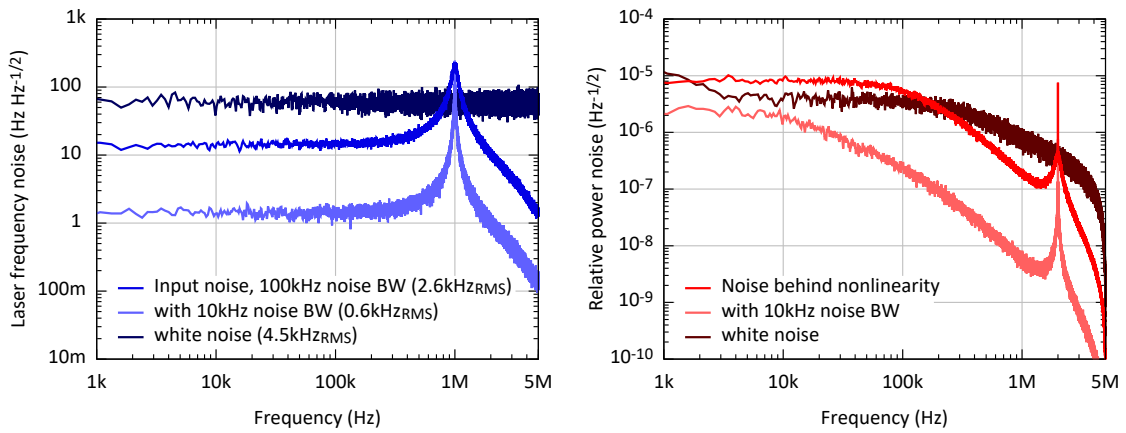 Laser frequency noise (Hz Hz-1/2)
1k
100
10
1
100m
10m
Input noise, 100kHz noise BW (2.6kHzRMS)
with 10kHz noise BW (0.6kHzRMS)
white noise (4.5kHzRMS)
1k 10k 100k 1M 5M
Frequency (Hz)
Relative power noise (Hz-1/2)
10-4
10-5
10-6
10-7
10-8
10-9
10-10
Noise behind nonlinearity
with 10kHz noise BW
white noise
1k 10k 100k 1M 5M
Frequency (Hz)